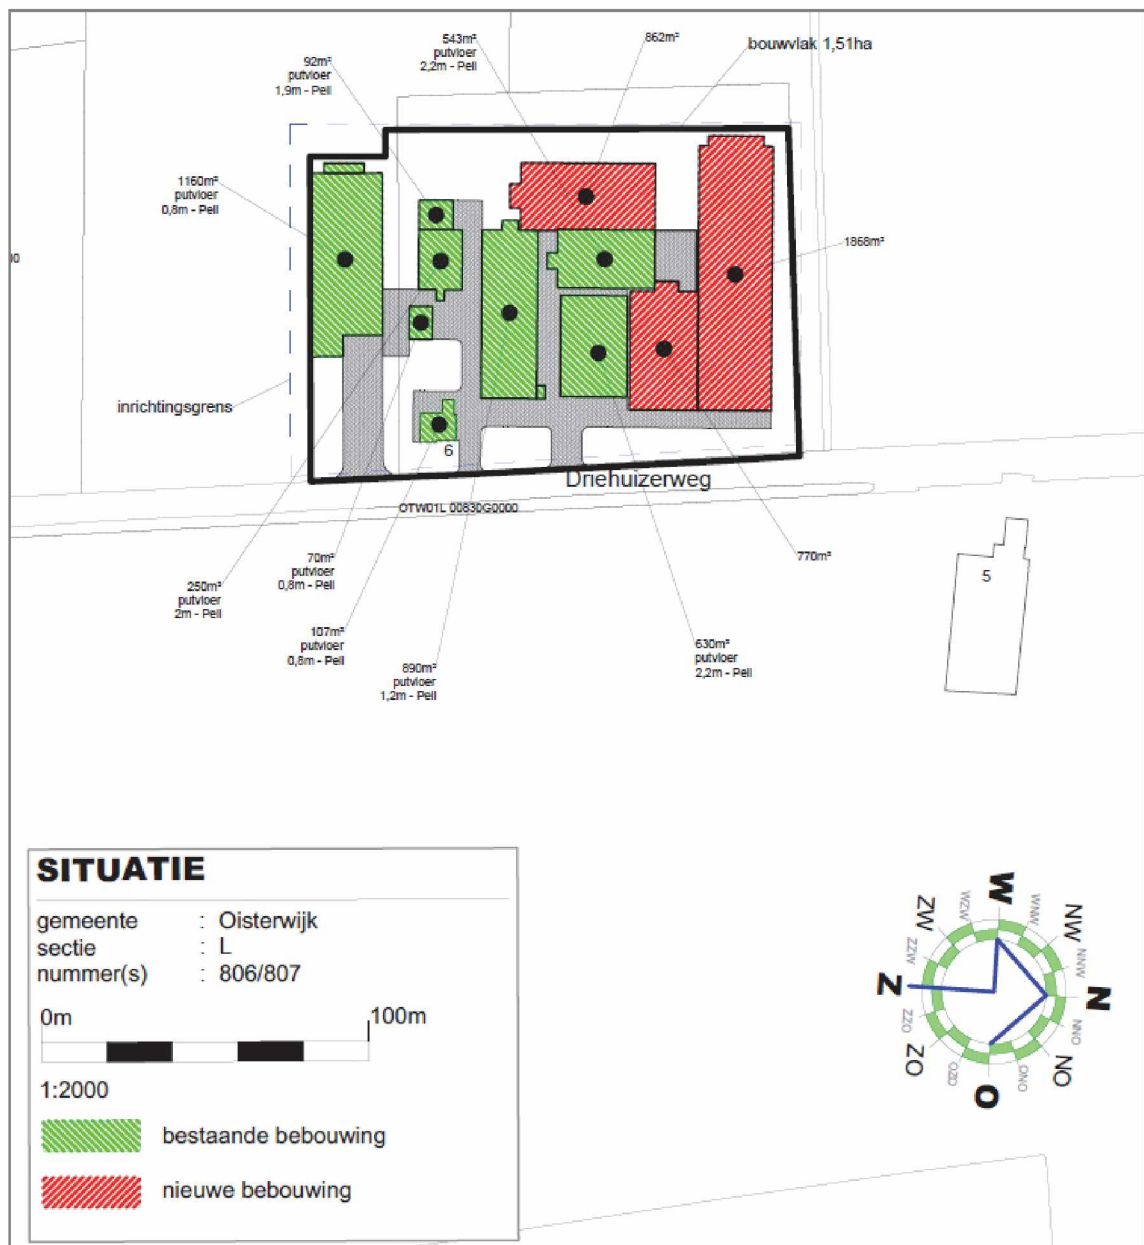 543m²
putvloer
2,2m - Peil
862m²
bouwvlak 1,51ha
92m²
putvloer
1,9m - Peil
1160m²
putvloer
0,8m - Peil
1868m²
inrichtingsgrens
6
Driehuizerweg
OTW01L 00830G0000
70m²
putvloer
0,8m - Peil
770m²
250m²
putvloer
2m - Peil
5
107m²
putvloer
0,8m - Peil
890m²
putvloer
1,2m - Peil
630m²
putvloer
2,2m - Peil
SITUATIE
gemeente : Oisterwijk
sectie : L
nummer(s) : 806/807
0m 100m
1:2000
bestaande bebouwing
nieuwe bebouwing
W
WNW
NW
NNW
N
NNO
NO
ONO
O
OZO
ZO
ZZO
Z
ZZW
ZW
WZW